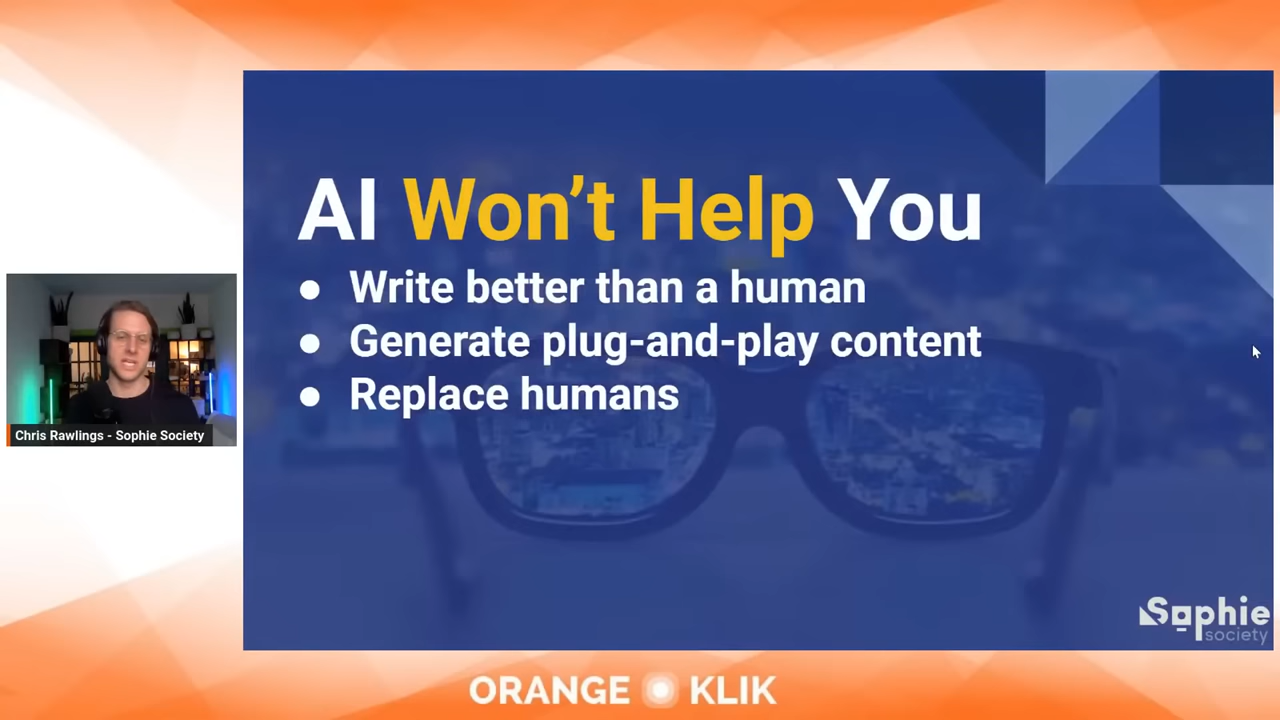 AI Won’t Help You
● Write better than a human
● Generate plug-and-play content
● Replace humans
Chris Rawlings - Sophie Society
Sophie
society
ORANGE KLIK